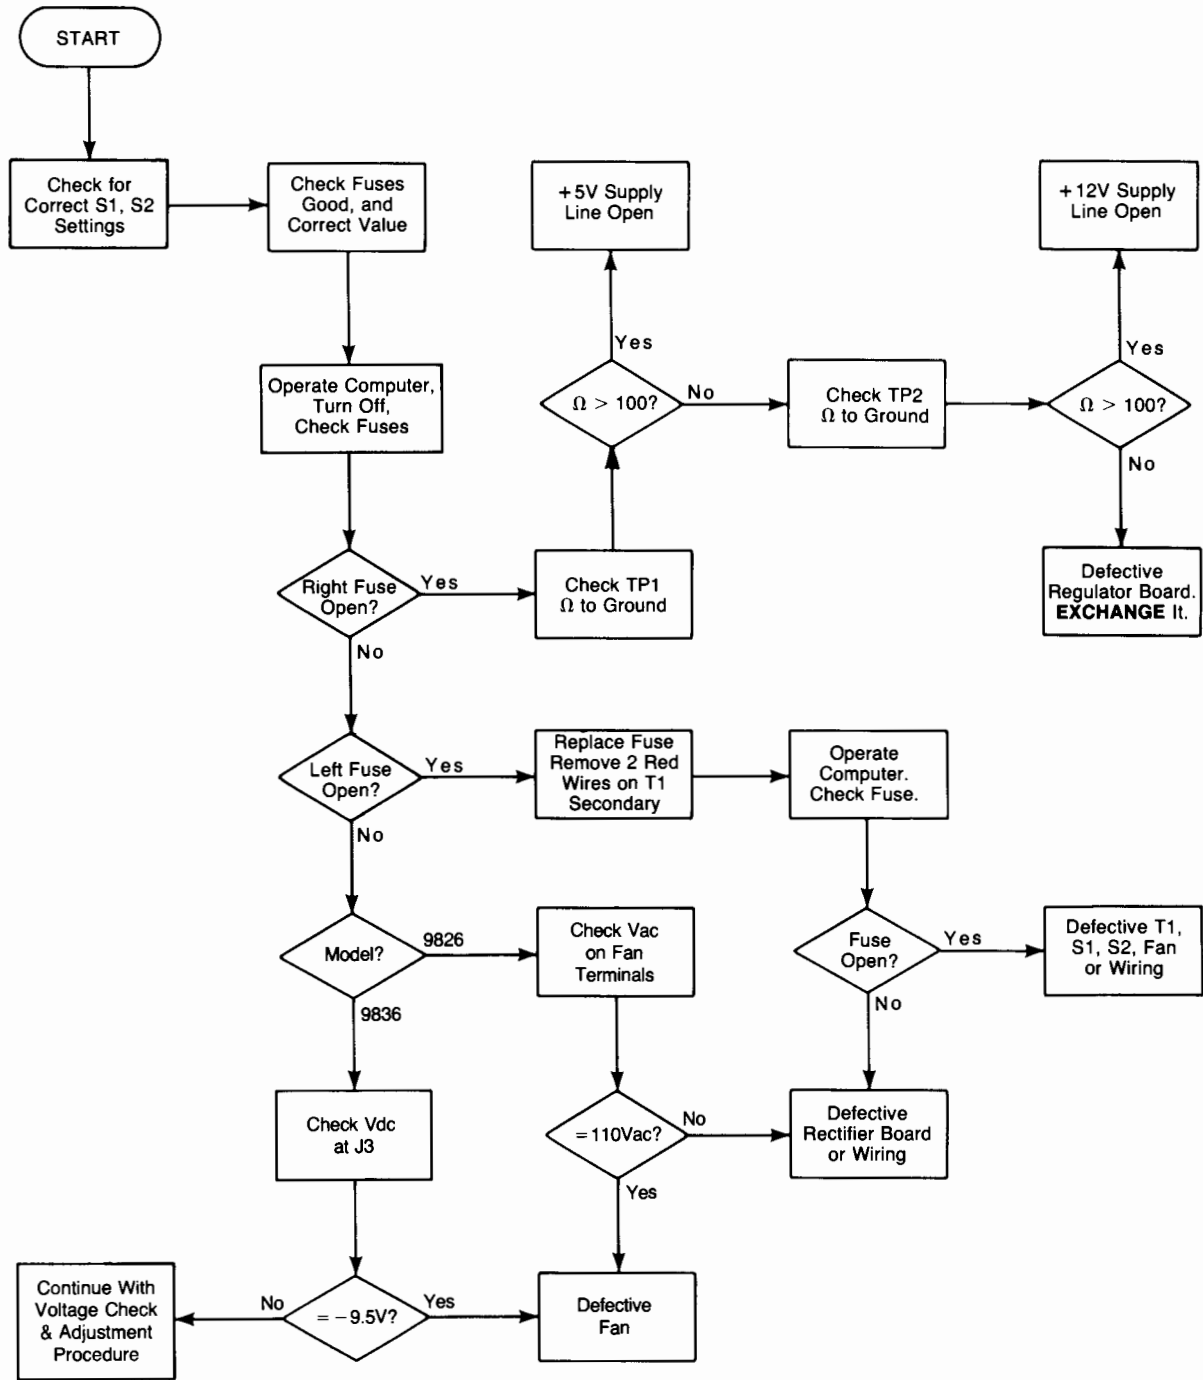 START
Check for
Correct S1, S2
Settings
Check Fuses
Good, and
Correct Value
+5V Supply
Line Open
+12V Supply
Line Open
Operate Computer,
Turn Off,
Check Fuses
Yes
Ω > 100?
No
Check TP2
Ω to Ground
Yes
Ω > 100?
No
Right Fuse
Open?
Yes
No
Check TP1
Ω to Ground
Defective
Regulator Board.
EXCHANGE It.
Left Fuse
Open?
Yes
No
Replace Fuse
Remove 2 Red
Wires on T1
Secondary
Operate
Computer.
Check Fuse.
Model?
9826
9836
Check Vac
on Fan
Terminals
Fuse
Open?
Yes
No
Defective T1,
S1, S2, Fan
or Wiring
Check Vdc
at J3
=110Vac?
No
Yes
Defective
Rectifier Board
or Wiring
Continue With
Voltage Check
& Adjustment
Procedure
No
= −9.5V?
Yes
Defective
Fan